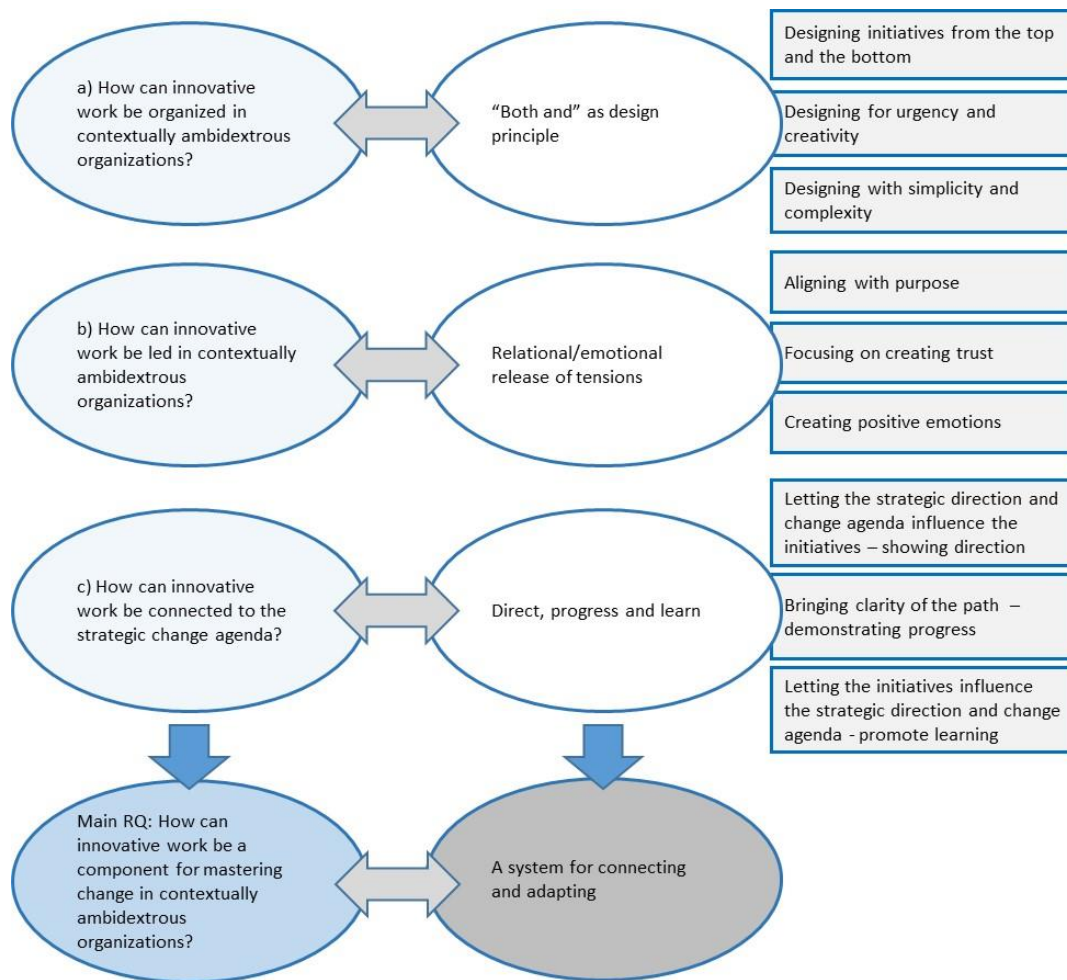 a) How can innovative
work be organized in
contextually ambidextrous
organizations?
“Both and” as design
principle
Designing initiatives from the top
and the bottom
Designing for urgency and
creativity
Designing with simplicity and
complexity
b) How can innovative
work be led in contextually
ambidextrous
organizations?
Relational/emotional
release of tensions
Aligning with purpose
Focusing on creating trust
Creating positive emotions
c) How can innovative
work be connected to the
strategic change agenda?
Direct, progress and learn
Letting the strategic direction and
change agenda influence the
initiatives – showing direction
Bringing clarity of the path –
demonstrating progress
Letting the initiatives influence
the strategic direction and change
agenda - promote learning
Main RQ: How can
innovative work be a
component for mastering
change in contextually
ambidextrous
organizations?
A system for connecting
and adapting